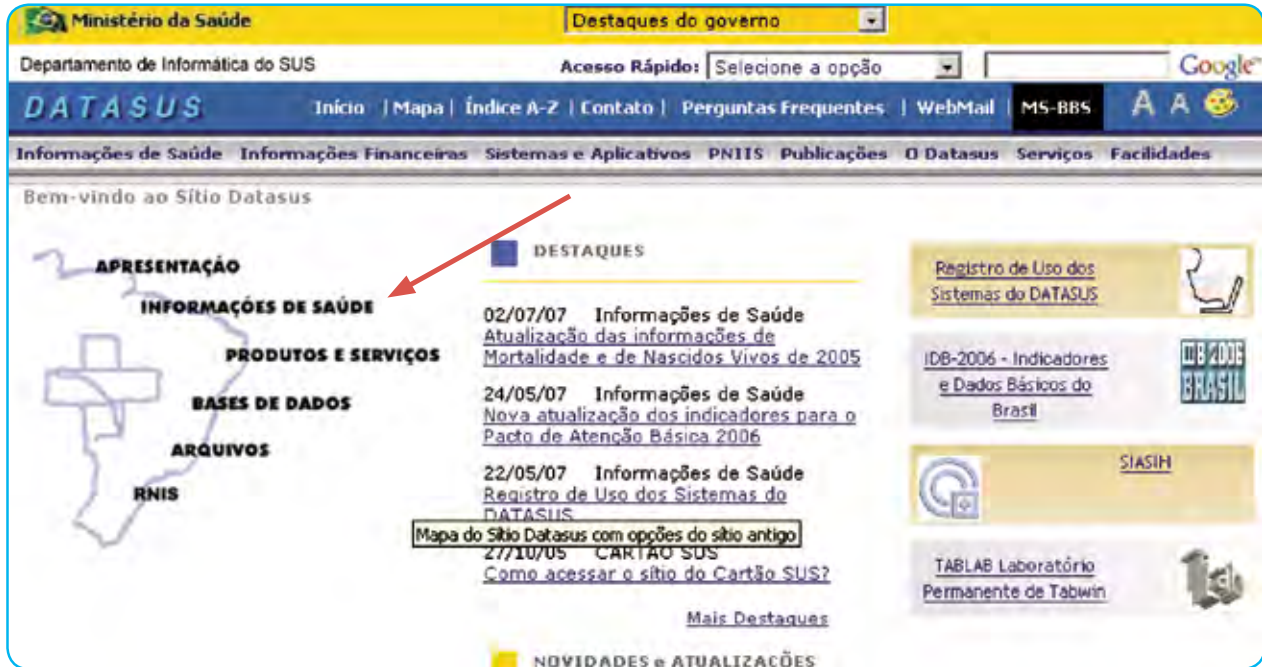 Ministério da Saúde
Destaques do governo
Departamento de Informática do SUS
Acesso Rápido: Selecione a opção
Google
DATASUS
Início | Mapa | Índice A-Z | Contato | Perguntas Frequentes | WebMail | MS-BBS A A
Informações de Saúde Informações Financeiras Sistemas e Aplicativos PNIIS Publicações O Datasus Serviços Facilidades
Bem-vindo ao Sítio Datasus
APRESENTAÇÃO
INFORMAÇÕES DE SAÚDE
PRODUTOS E SERVIÇOS
BASES DE DADOS
ARQUIVOS
RNIS
DESTAQUES
02/07/07 Informações de Saúde
Atualização das informações de
Mortalidade e de Nascidos Vivos de 2005
24/05/07 Informações de Saúde
Nova atualização dos indicadores para o
Pacto de Atenção Básica 2006
22/05/07 Informações de Saúde
Registro de Uso dos Sistemas do
DATASUS
Mapa do Sítio Datasus com opções do sítio antigo
27/10/05 CARTÃO SUS
Como acessar o sítio do Cartão SUS?
Mais Destaques
NOVIDADES e ATUALIZAÇÕES
Registro de Uso dos
Sistemas do DATASUS
IDB-2006 - Indicadores
e Dados Básicos do
Brasil
IDB 2006
BRASIL
SIASIH
TABLAB Laboratório
Permanente de Tabwin